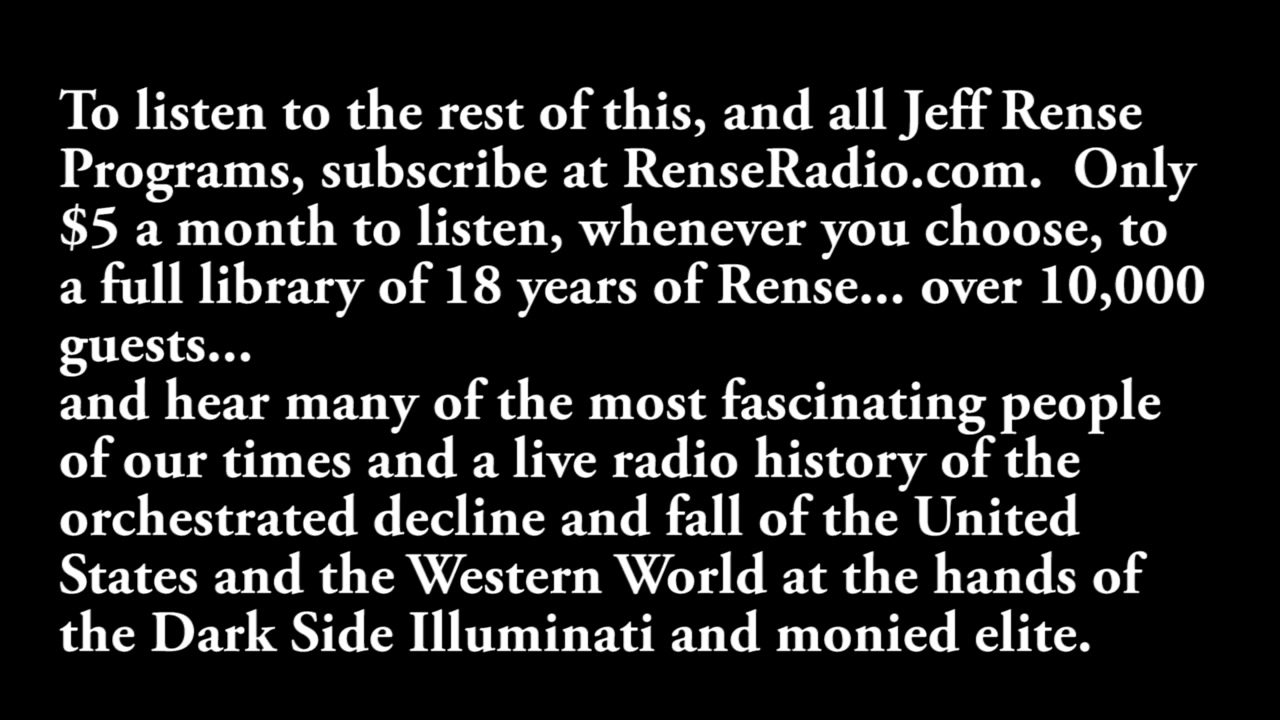 To listen to the rest of this, and all Jeff Rense
Programs, subscribe at RenseRadio.com.  Only
$5 a month to listen, whenever you choose, to
a full library of 18 years of Rense... over 10,000
guests...
and hear many of the most fascinating people
of our times and a live radio history of the
orchestrated decline and fall of the United
States and the Western World at the hands of
the Dark Side Illuminati and monied elite.